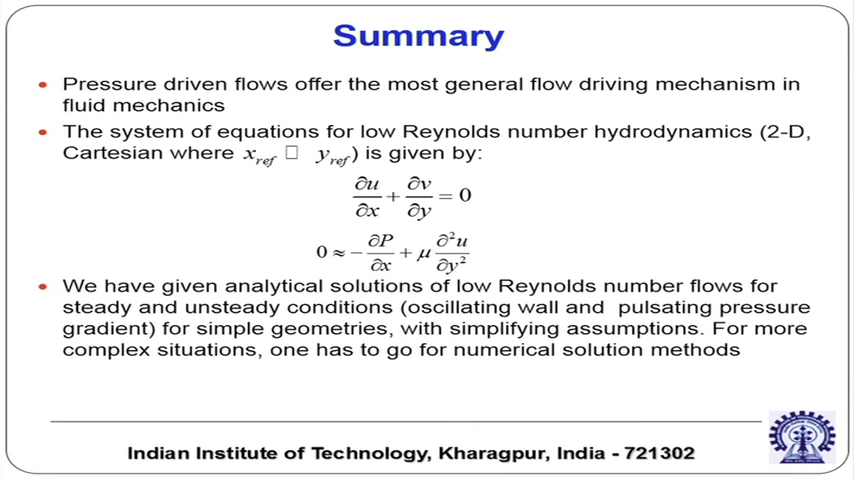 Summary
• Pressure driven flows offer the most general flow driving mechanism in
fluid mechanics
• The system of equations for low Reynolds number hydrodynamics (2-D,
Cartesian where x_ref □ y_ref) is given by:
∂u/∂x + ∂v/∂y = 0
0 ≈ −∂P/∂x + μ ∂²u/∂y²
• We have given analytical solutions of low Reynolds number flows for
steady and unsteady conditions (oscillating wall and pulsating pressure
gradient) for simple geometries, with simplifying assumptions. For more
complex situations, one has to go for numerical solution methods
Indian Institute of Technology, Kharagpur, India - 721302